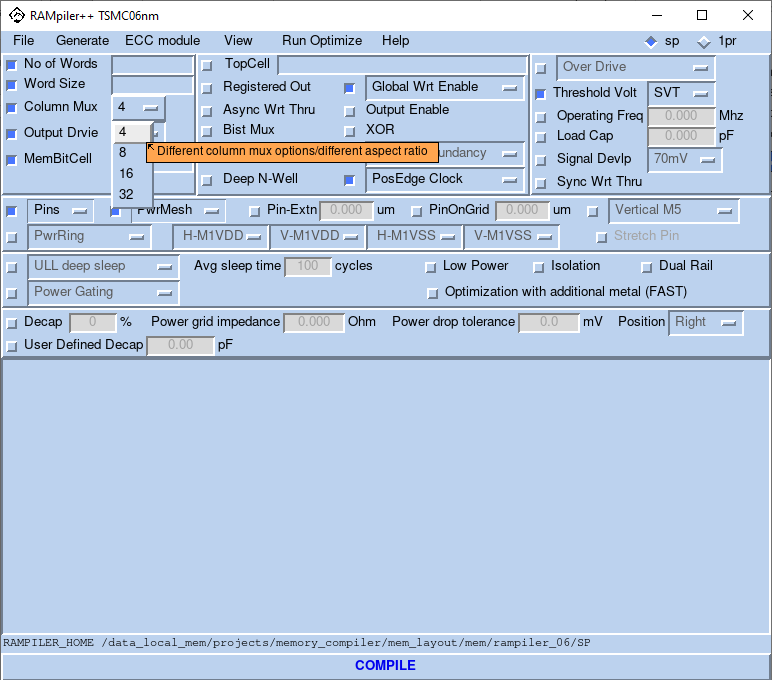 RAMpiler++ TSMC06nm
File Generate ECC module View Run Optimize Help sp 1pr
No of Words TopCell Over Drive
Word Size Registered Out Global Wrt Enable Threshold Volt SVT
Column Mux 4 Async Wrt Thru Output Enable Operating Freq 0.000 Mhz
Output Drvie 4 Bist Mux XOR Load Cap 0.000 pF
MemBitCell 8 Different column mux options/different aspect ratio undancy Signal Devlp 70mV
16 Deep N-Well PosEdge Clock Sync Wrt Thru
32
Pins PwrMesh Pin-Extn 0.000 um PinOnGrid 0.000 um Vertical M5
PwrRing H-M1VDD V-M1VDD H-M1VSS V-M1VSS Stretch Pin
ULL deep sleep Avg sleep time 100 cycles Low Power Isolation Dual Rail
Power Gating Optimization with additional metal (FAST)
Decap 0 % Power grid impedance 0.000 Ohm Power drop tolerance 0.0 mV Position Right
User Defined Decap 0.00 pF
RAMPILER_HOME /data_local_mem/projects/memory_compiler/mem_layout/mem/rampiler_06/SP
COMPILE